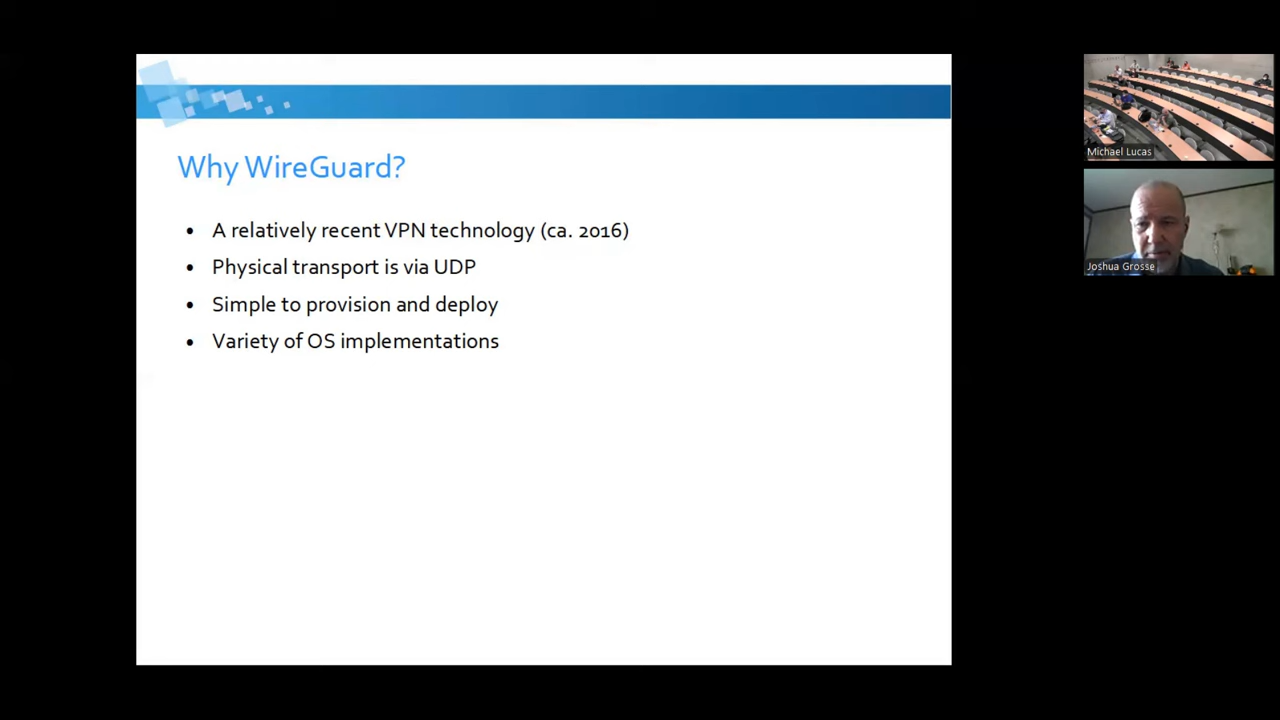 Why WireGuard?
• A relatively recent VPN technology (ca. 2016)
• Physical transport is via UDP
• Simple to provision and deploy
• Variety of OS implementations
Michael Lucas
Joshua Grosse